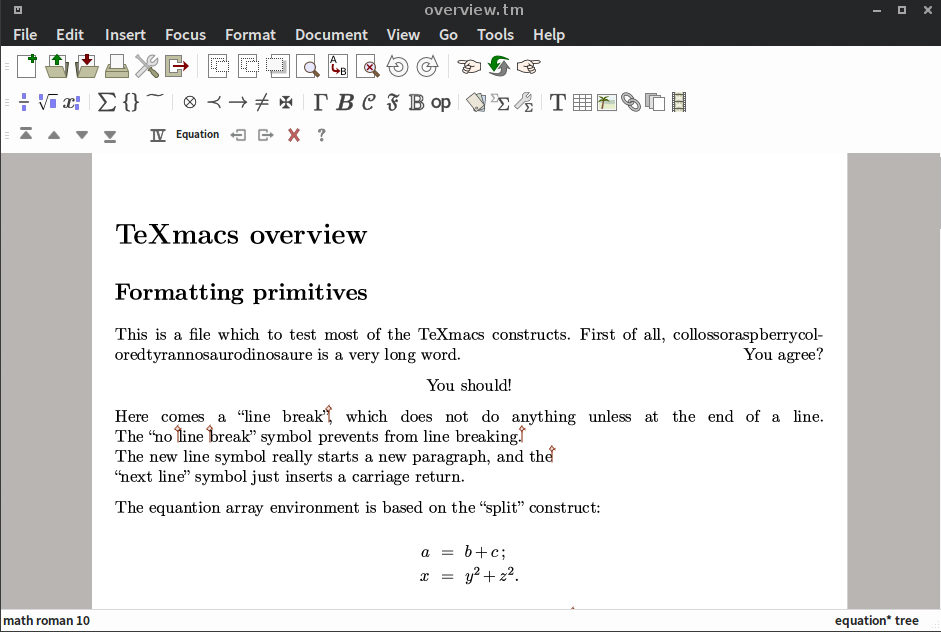 overview.tm
File Edit Insert Focus Format Document View Go Tools Help
Γ B C F B op T
Equation ?
TeXmacs overview
Formatting primitives
This is a file which to test most of the TeXmacs constructs. First of all, collossoraspberrycol-
oredtyrannosaurodinosaure is a very long word. You agree?
You should!
Here comes a “line break”, which does not do anything unless at the end of a line.
The “no line break” symbol prevents from line breaking.
The new line symbol really starts a new paragraph, and the
“next line” symbol just inserts a carriage return.
The equantion array environment is based on the “split” construct:
a = b + c;
x = y² + z².
math roman 10 equation* tree